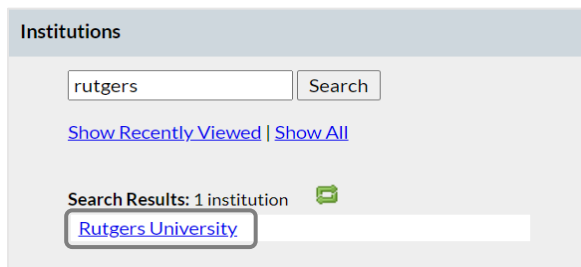 Institutions
rutgers Search
Show Recently Viewed | Show All
Search Results: 1 institution
Rutgers University